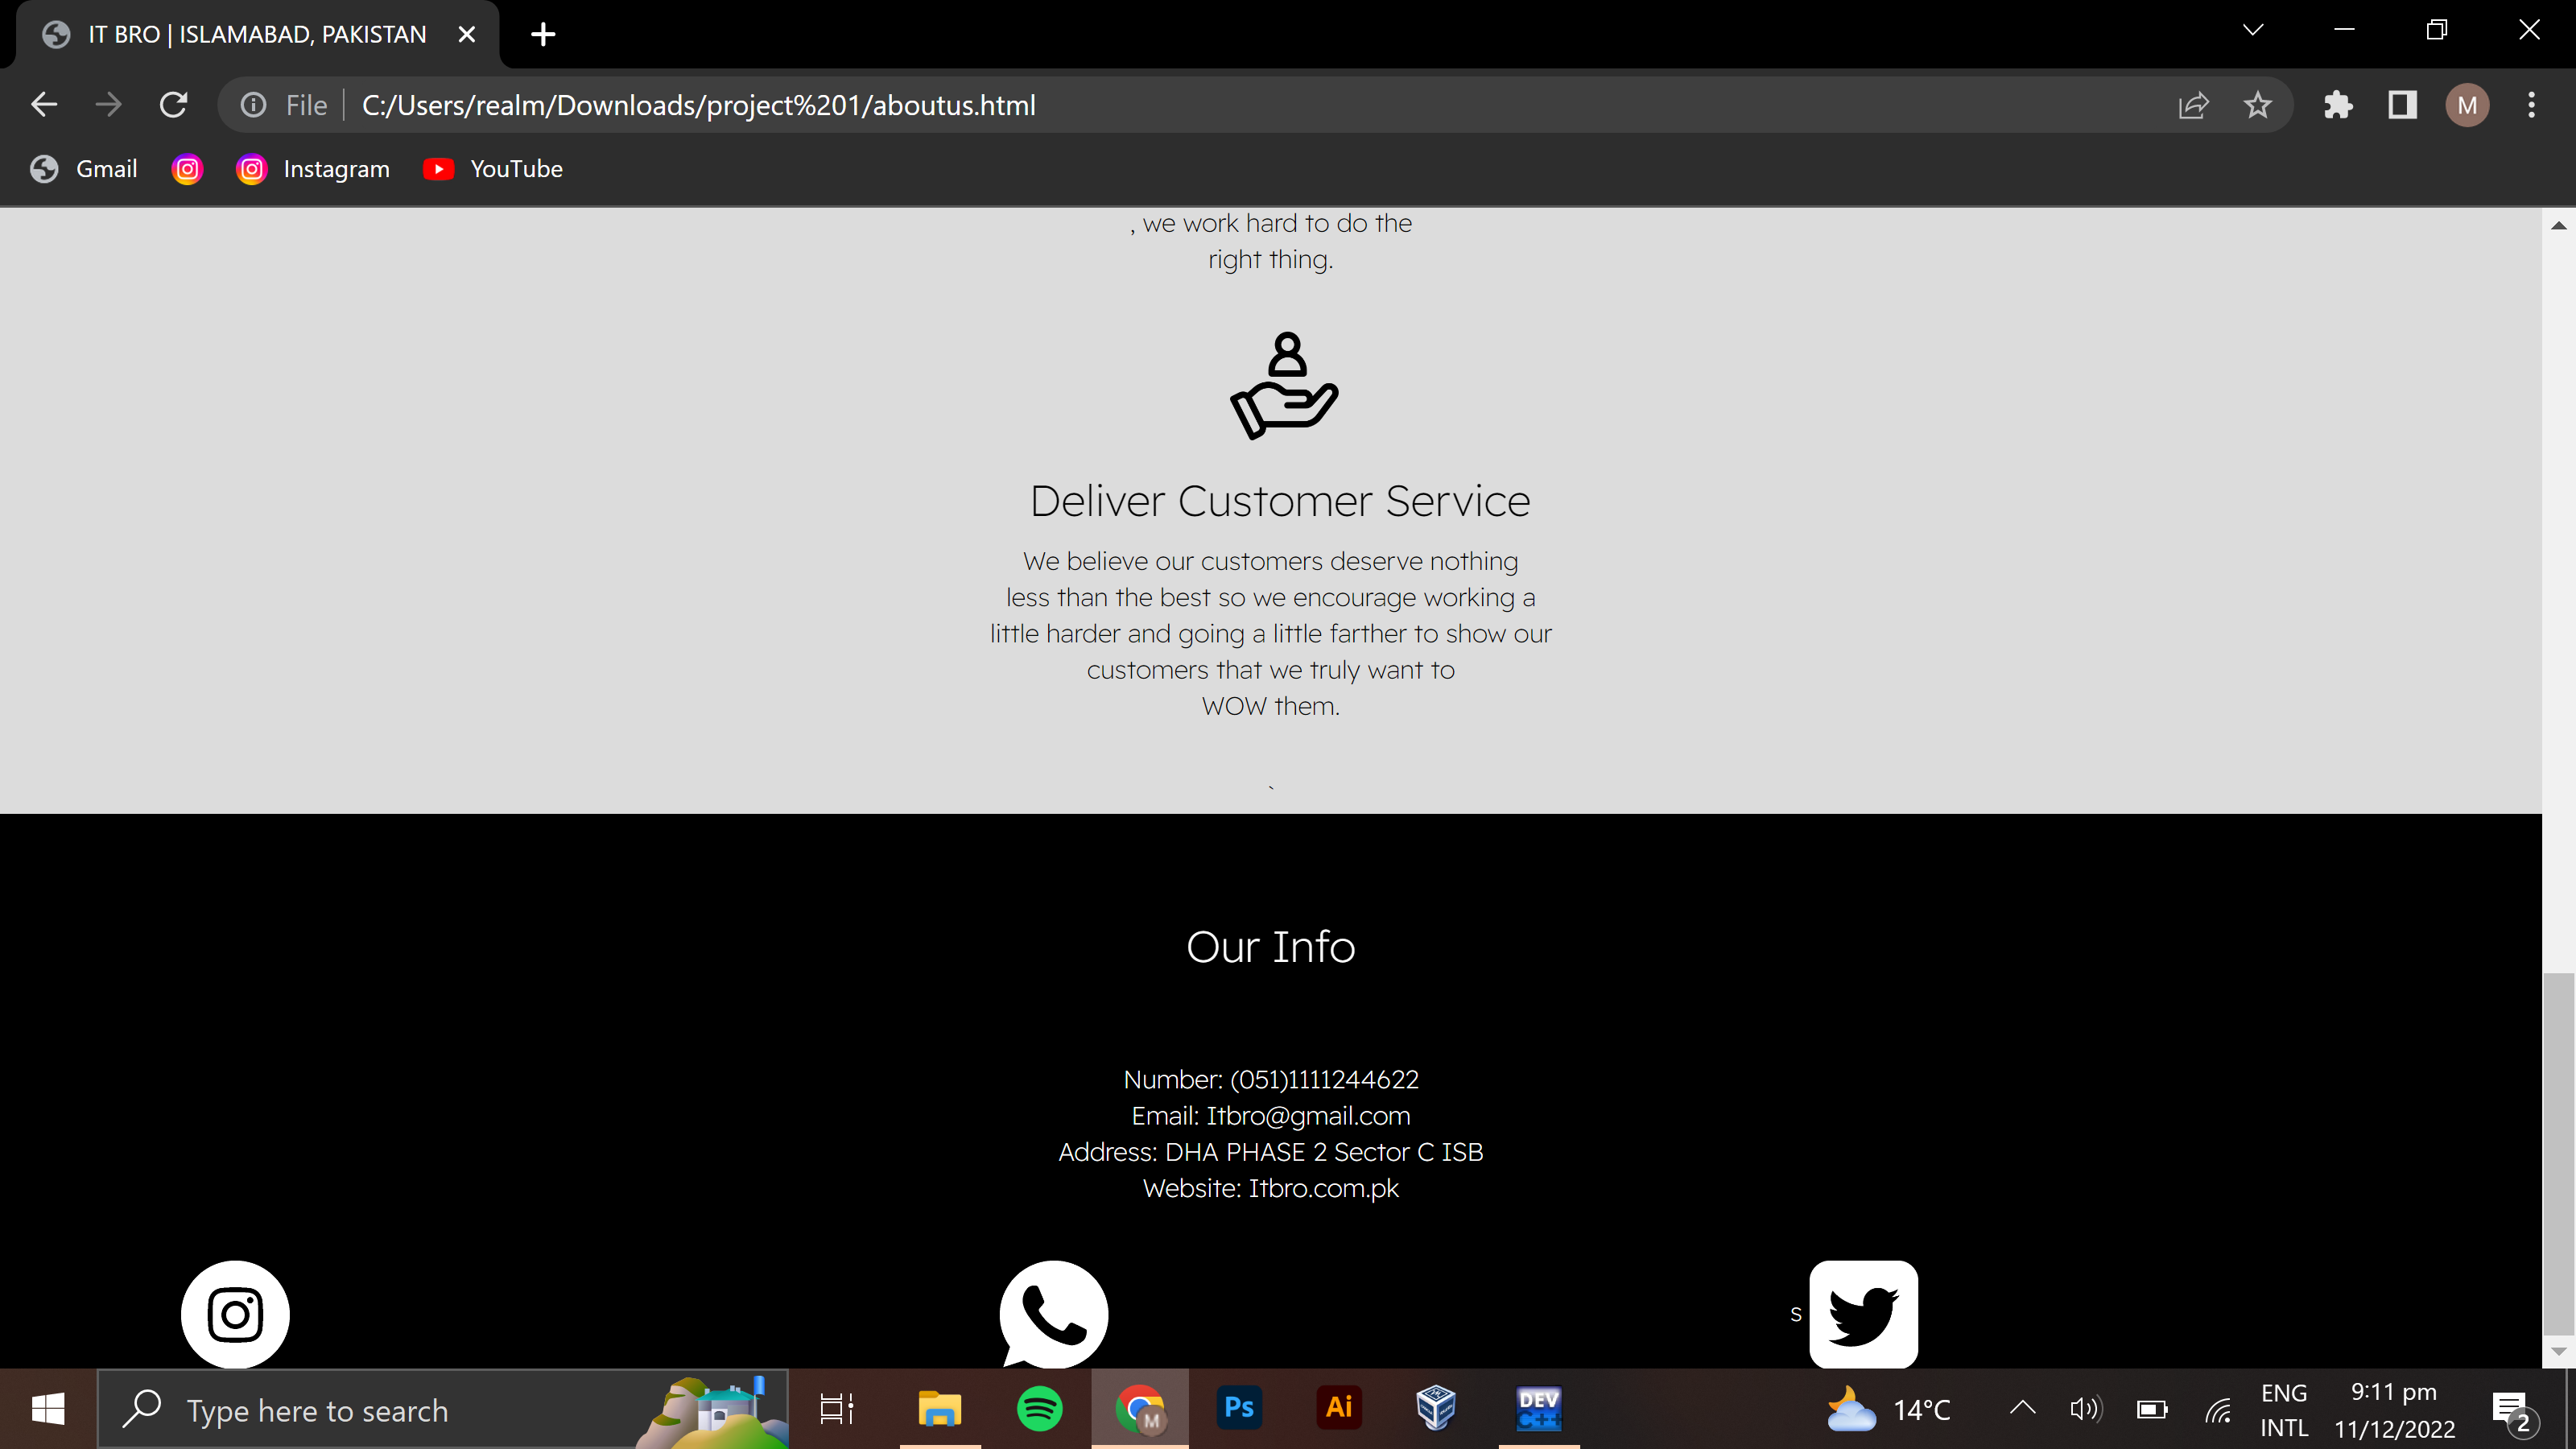 IT BRO | ISLAMABAD, PAKISTAN
File
C:/Users/realm/Downloads/project%201/aboutus.html
M
Gmail
Instagram
YouTube
, we work hard to do the
right thing.
Deliver Customer Service
We believe our customers deserve nothing
less than the best so we encourage working a
little harder and going a little farther to show our
customers that we truly want to
WOW them.
`
Our Info
Number: (051)1111244622
Email: Itbro@gmail.com
Address: DHA PHASE 2 Sector C ISB
Website: Itbro.com.pk
s
Type here to search
M
Ps
Ai
DEV
C++
14°C
ENG
INTL
9:11 pm
11/12/2022
2